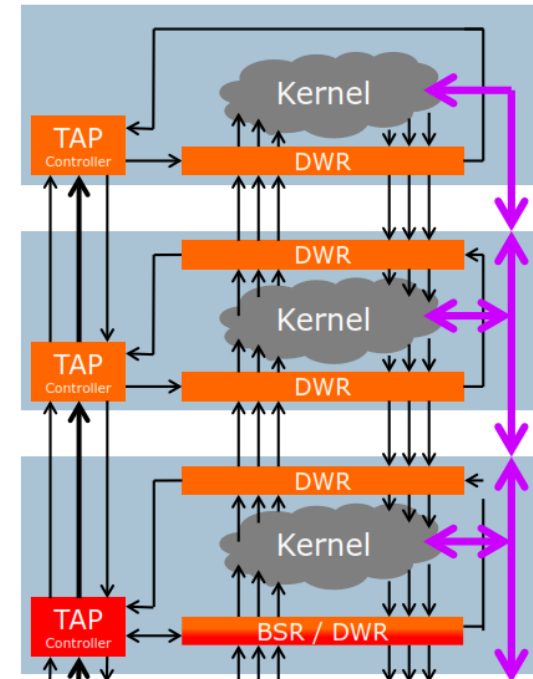 Kernel
TAP
Controller
DWR
DWR
Kernel
TAP
Controller
DWR
DWR
Kernel
TAP
Controller
BSR / DWR